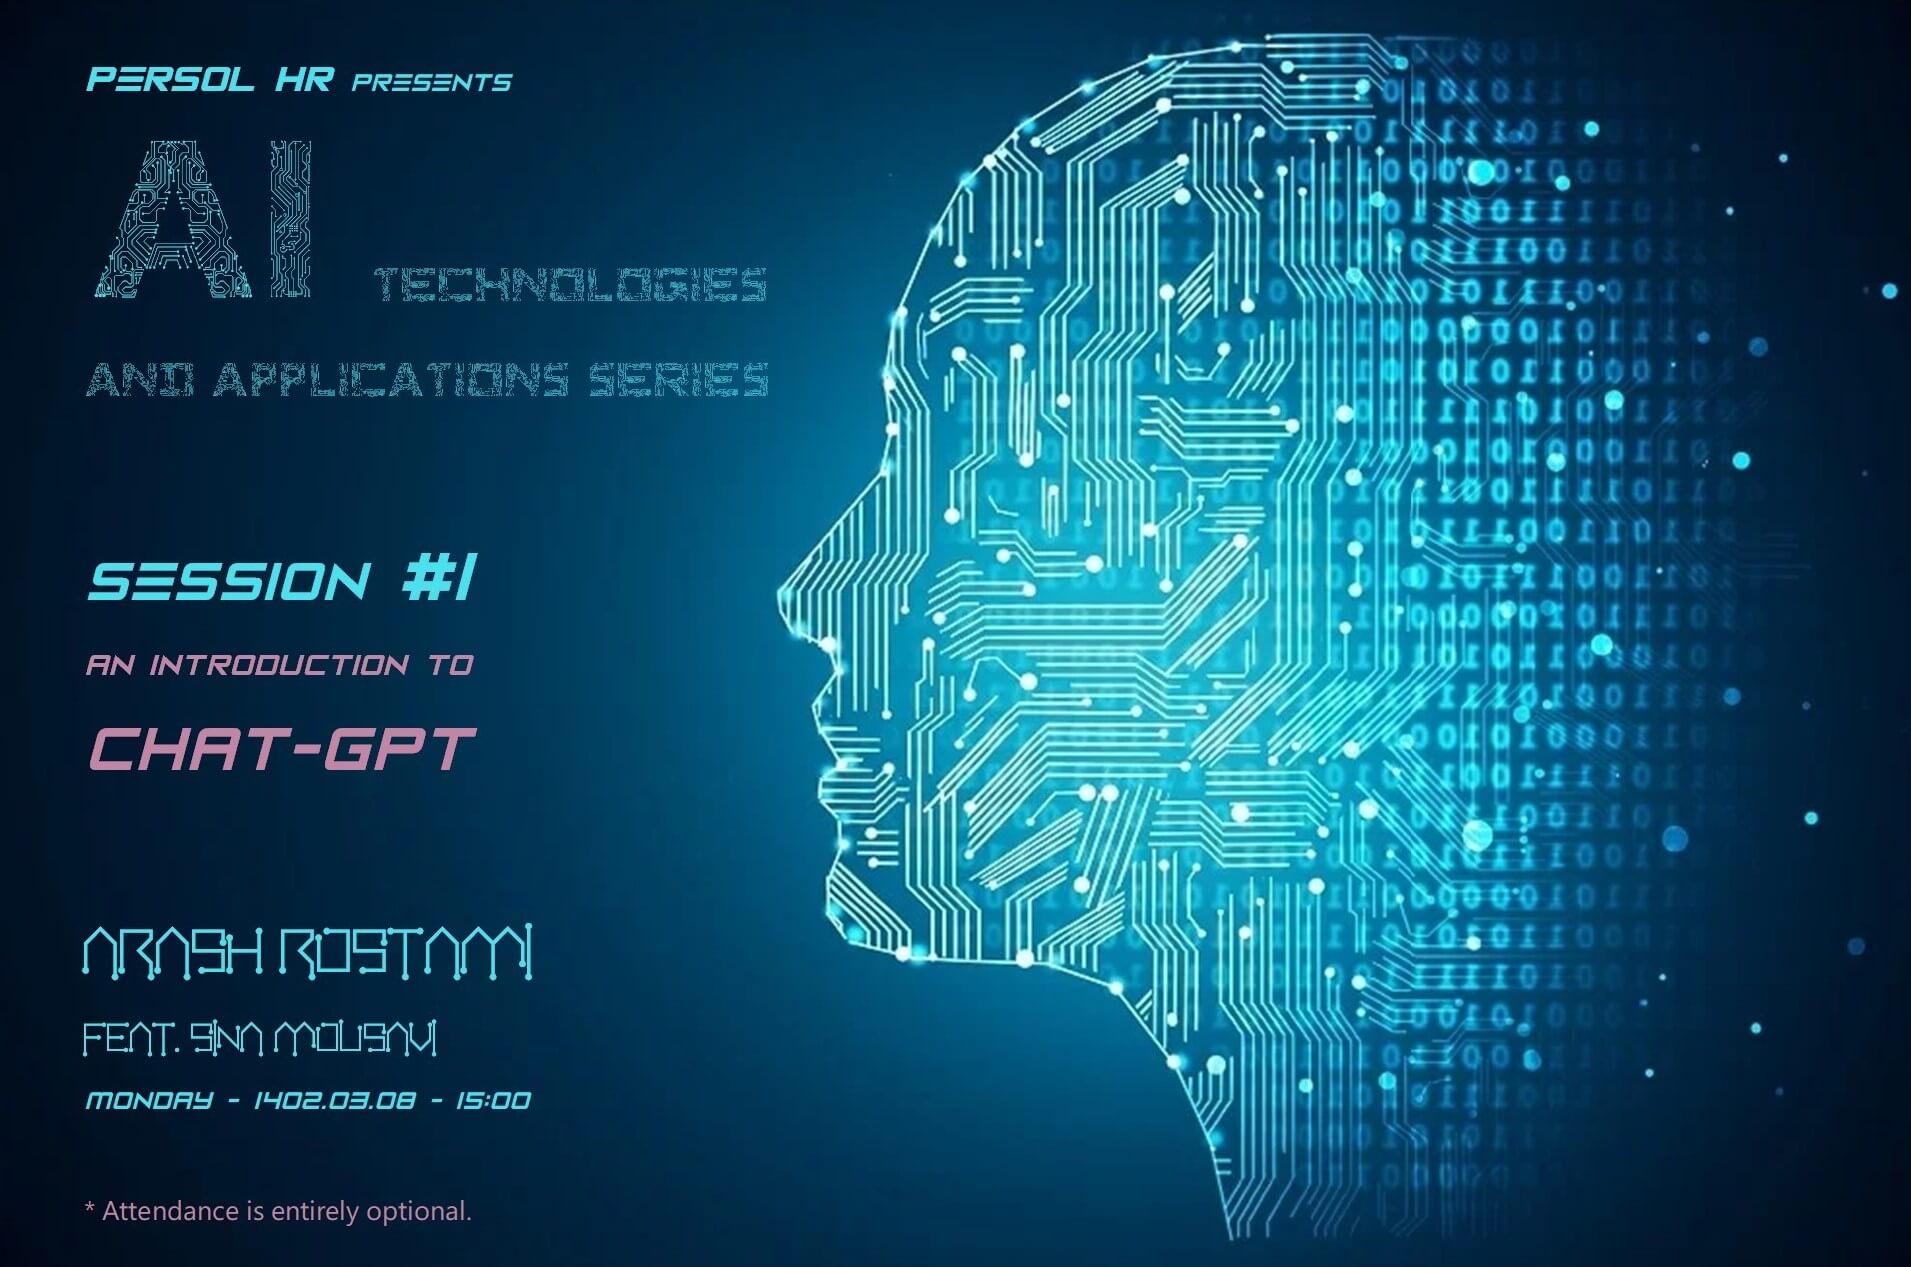 PERSOL HR PRESENTS
AI TECHNOLOGIES
AND APPLICATIONS SERIES
SESSION #1
AN INTRODUCTION TO
CHAT-GPT
ARASH ROSTAMI
FEAT. SINA MOUSAVI
MONDAY - 1402.03.08 - 15:00
* Attendance is entirely optional.